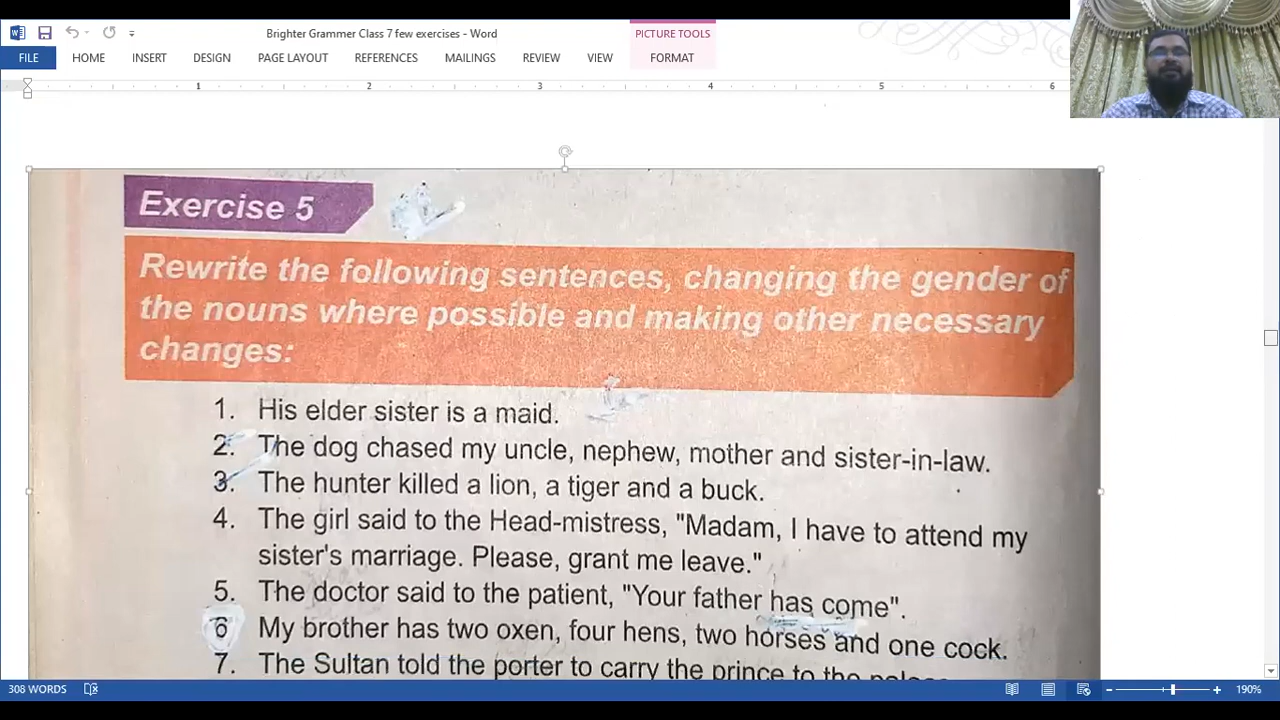 Brighter Grammer Class 7 few exercises - Word
PICTURE TOOLS
FILE HOME INSERT DESIGN PAGE LAYOUT REFERENCES MAILINGS REVIEW VIEW FORMAT
1 2 3 4 5 6
Exercise 5
Rewrite the following sentences, changing the gender of
the nouns where possible and making other necessary
changes:
1. His elder sister is a maid.
2. The dog chased my uncle, nephew, mother and sister-in-law.
3. The hunter killed a lion, a tiger and a buck.
4. The girl said to the Head-mistress, "Madam, I have to attend my
sister's marriage. Please, grant me leave."
5. The doctor said to the patient, "Your father has come".
6 My brother has two oxen, four hens, two horses and one cock.
7. The Sultan told the porter to carry the prince to the
308 WORDS
190%